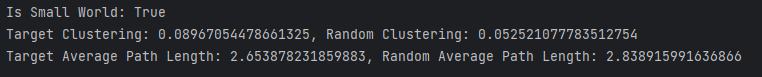 Is Small World: True
Target Clustering: 0.08967054478661325, Random Clustering: 0.052521077783512754
Target Average Path Length: 2.653878231859883, Random Average Path Length: 2.838915991636866